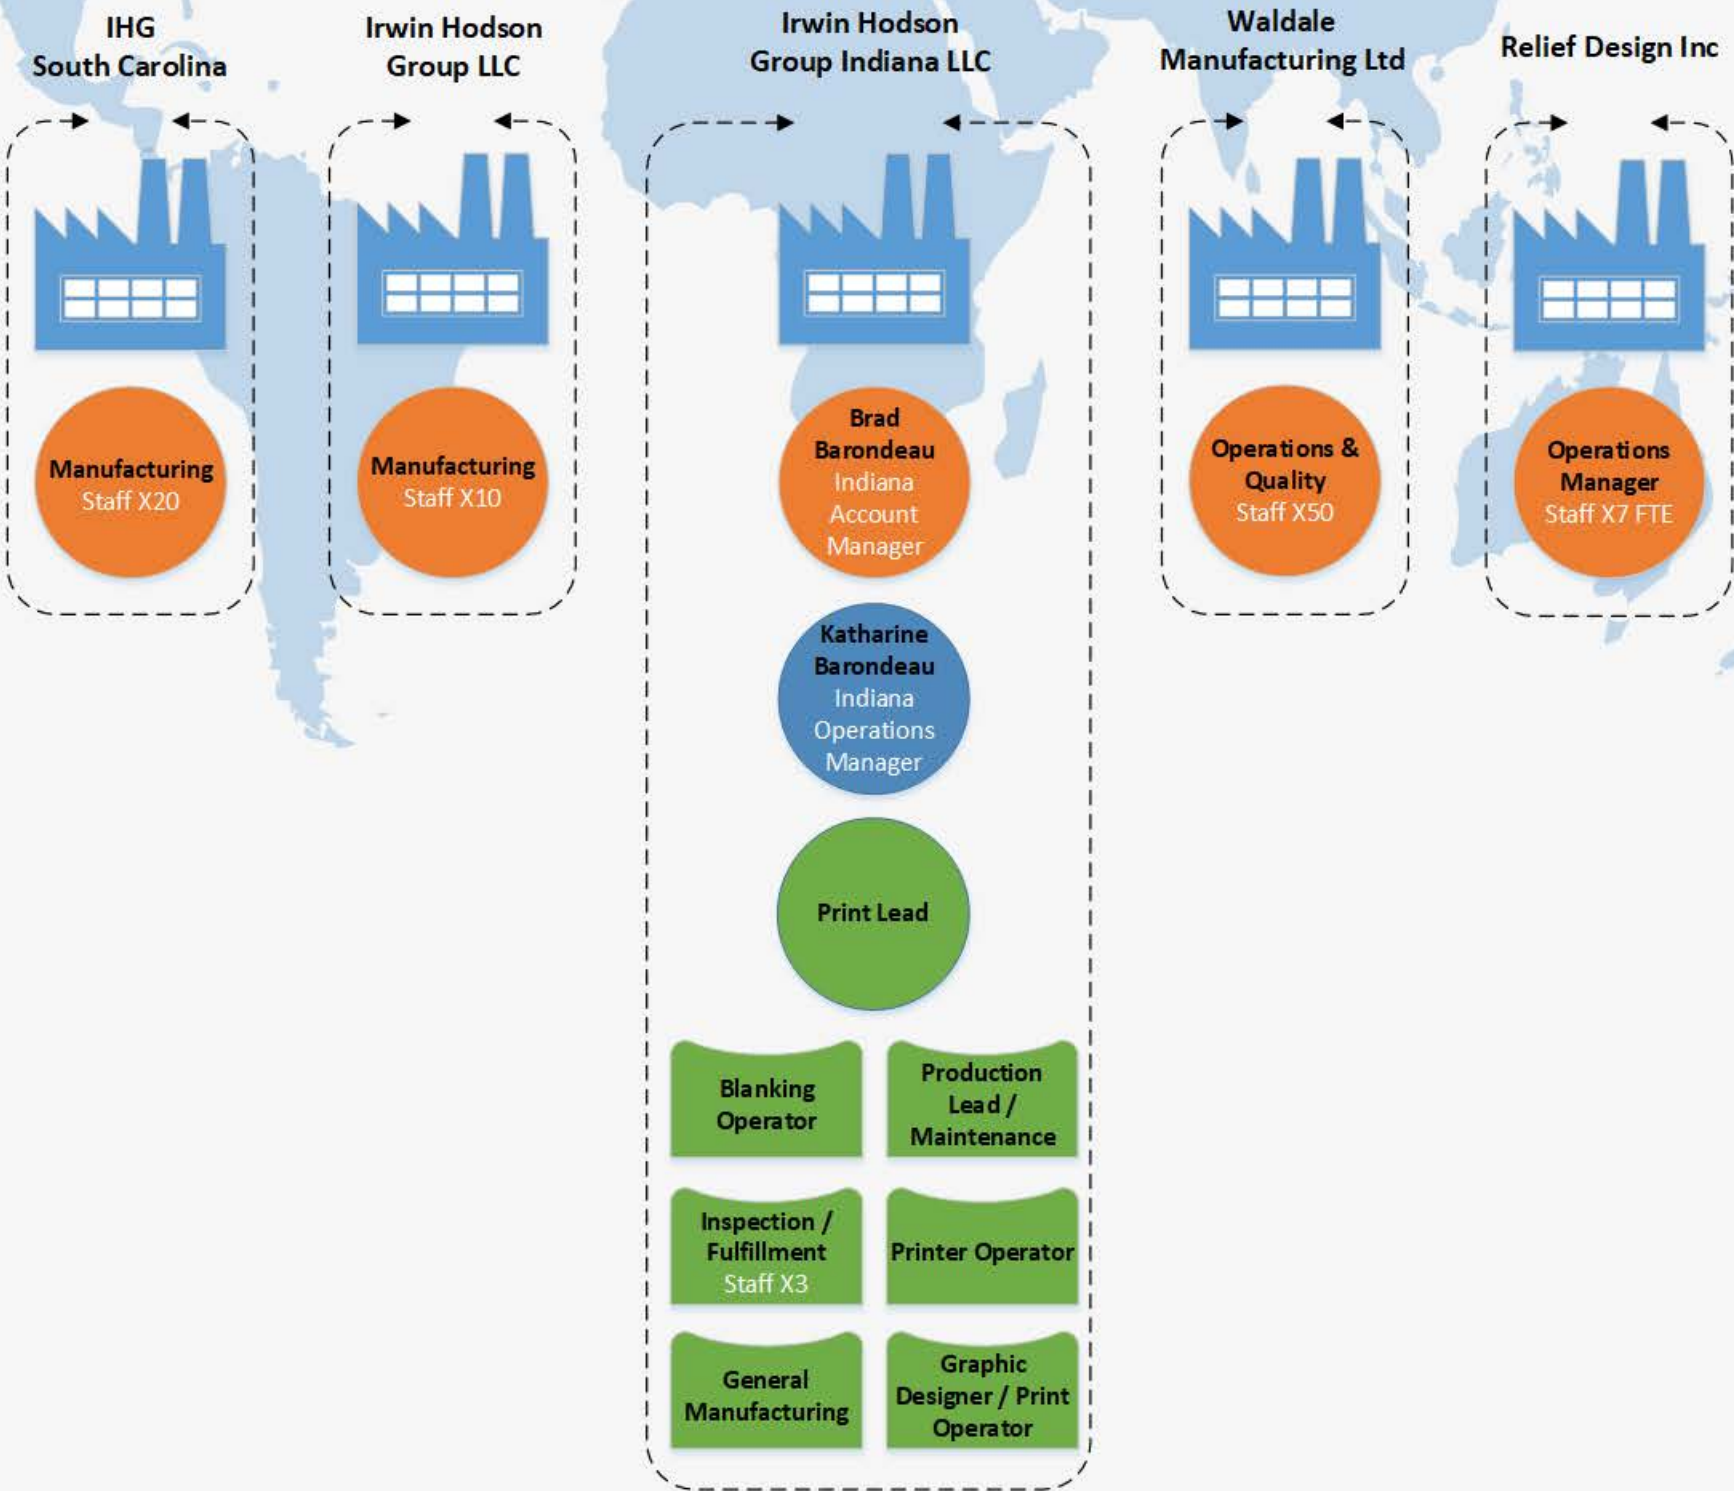 IHG
South Carolina
Irwin Hodson
Group LLC
Irwin Hodson
Group Indiana LLC
Waldale
Manufacturing Ltd
Relief Design Inc
Manufacturing
Staff X20
Manufacturing
Staff X10
Brad
Barondeau
Indiana
Account
Manager
Operations &
Quality
Staff X50
Operations
Manager
Staff X7 FTE
Katharine
Barondeau
Indiana
Operations
Manager
Print Lead
Blanking
Operator
Production
Lead /
Maintenance
Inspection /
Fulfillment
Staff X3
Printer Operator
General
Manufacturing
Graphic
Designer / Print
Operator